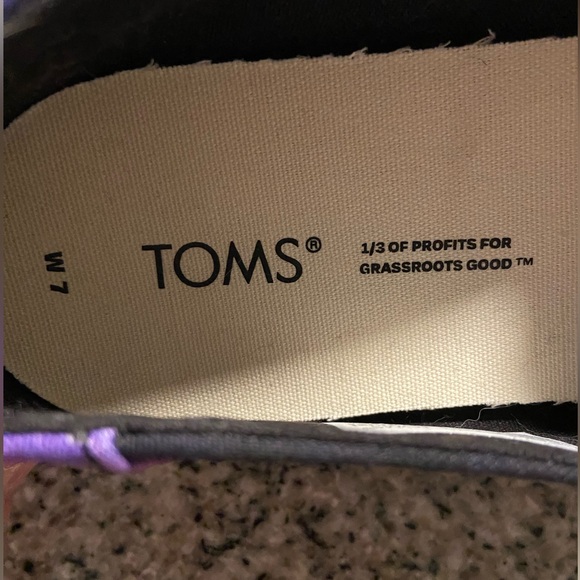 W 7
TOMS®
1/3 OF PROFITS FOR
GRASSROOTS GOOD™